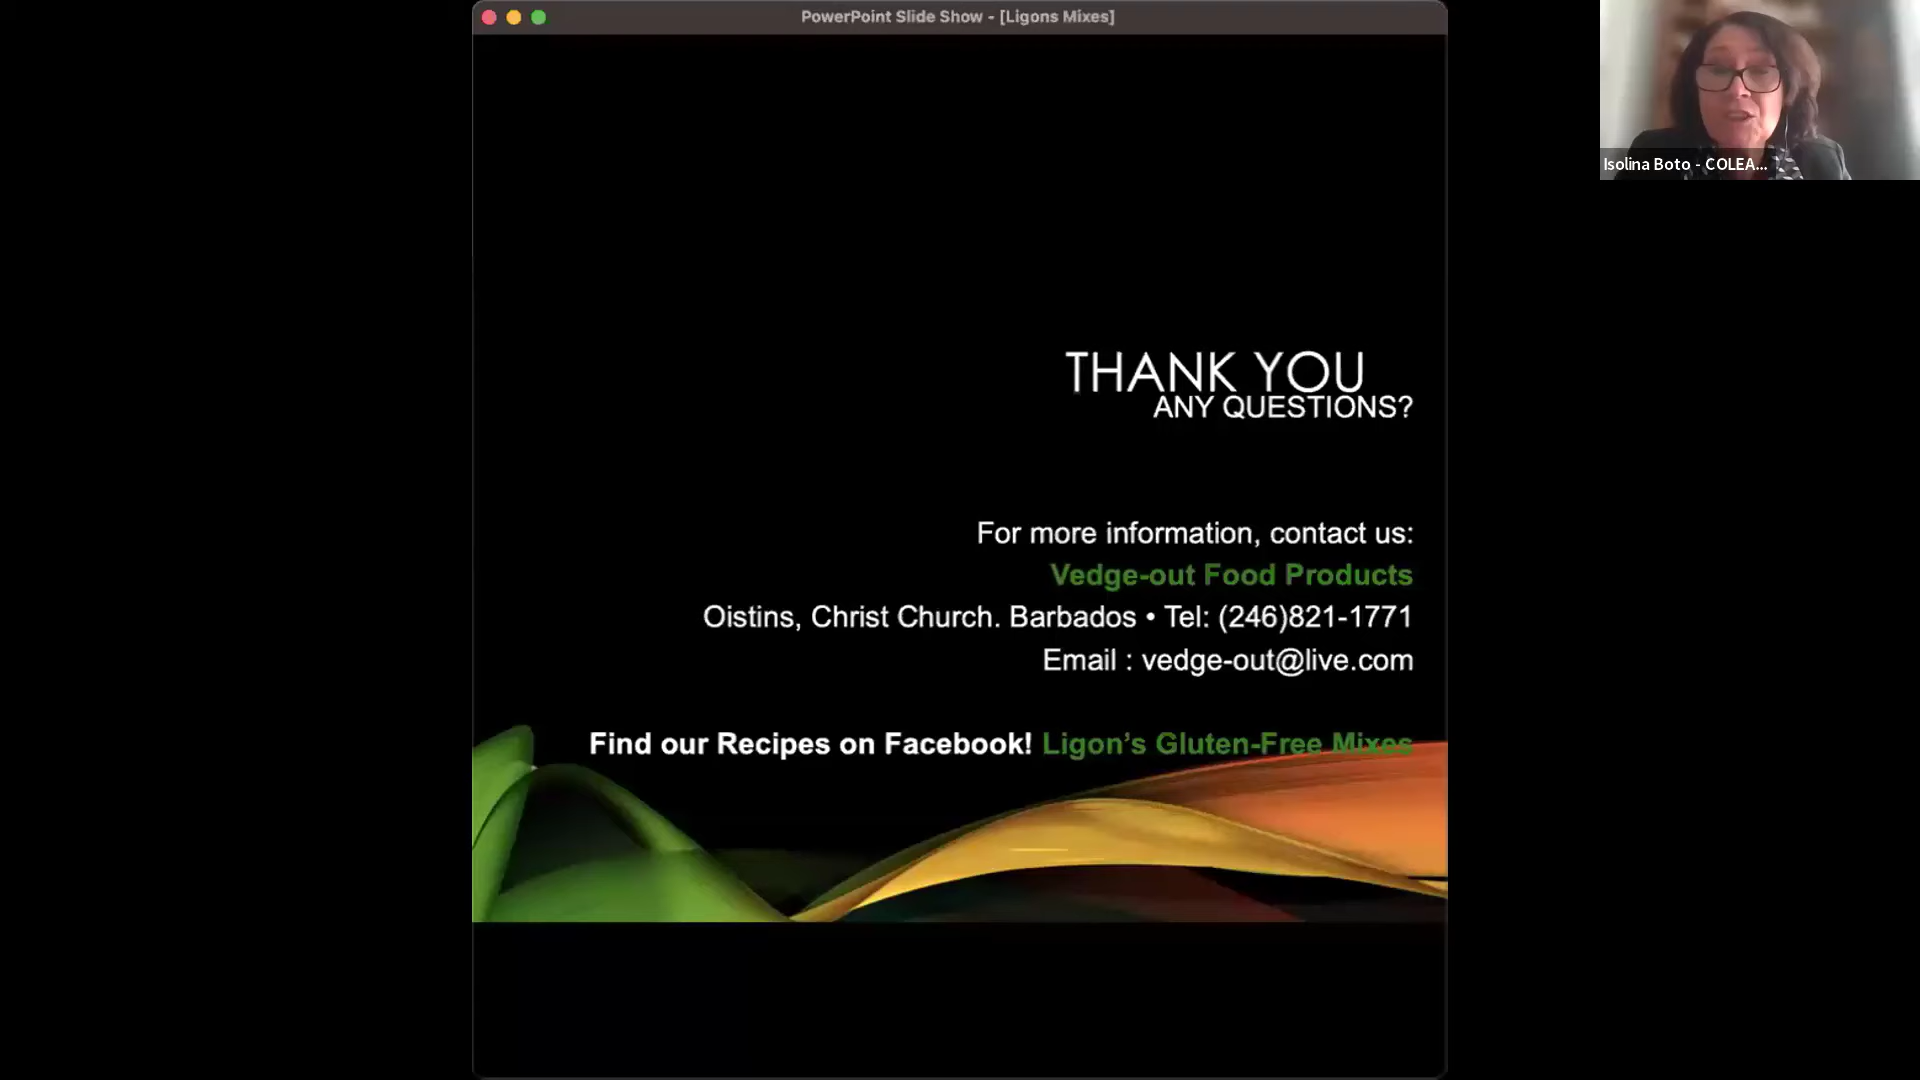 PowerPoint Slide Show - [Ligons Mixes]
Isolina Boto - COLEA...
THANK YOU
ANY QUESTIONS?
For more information, contact us:
Vedge-out Food Products
Oistins, Christ Church. Barbados • Tel: (246)821-1771
Email : vedge-out@live.com
Find our Recipes on Facebook! Ligon’s Gluten-Free Mixes